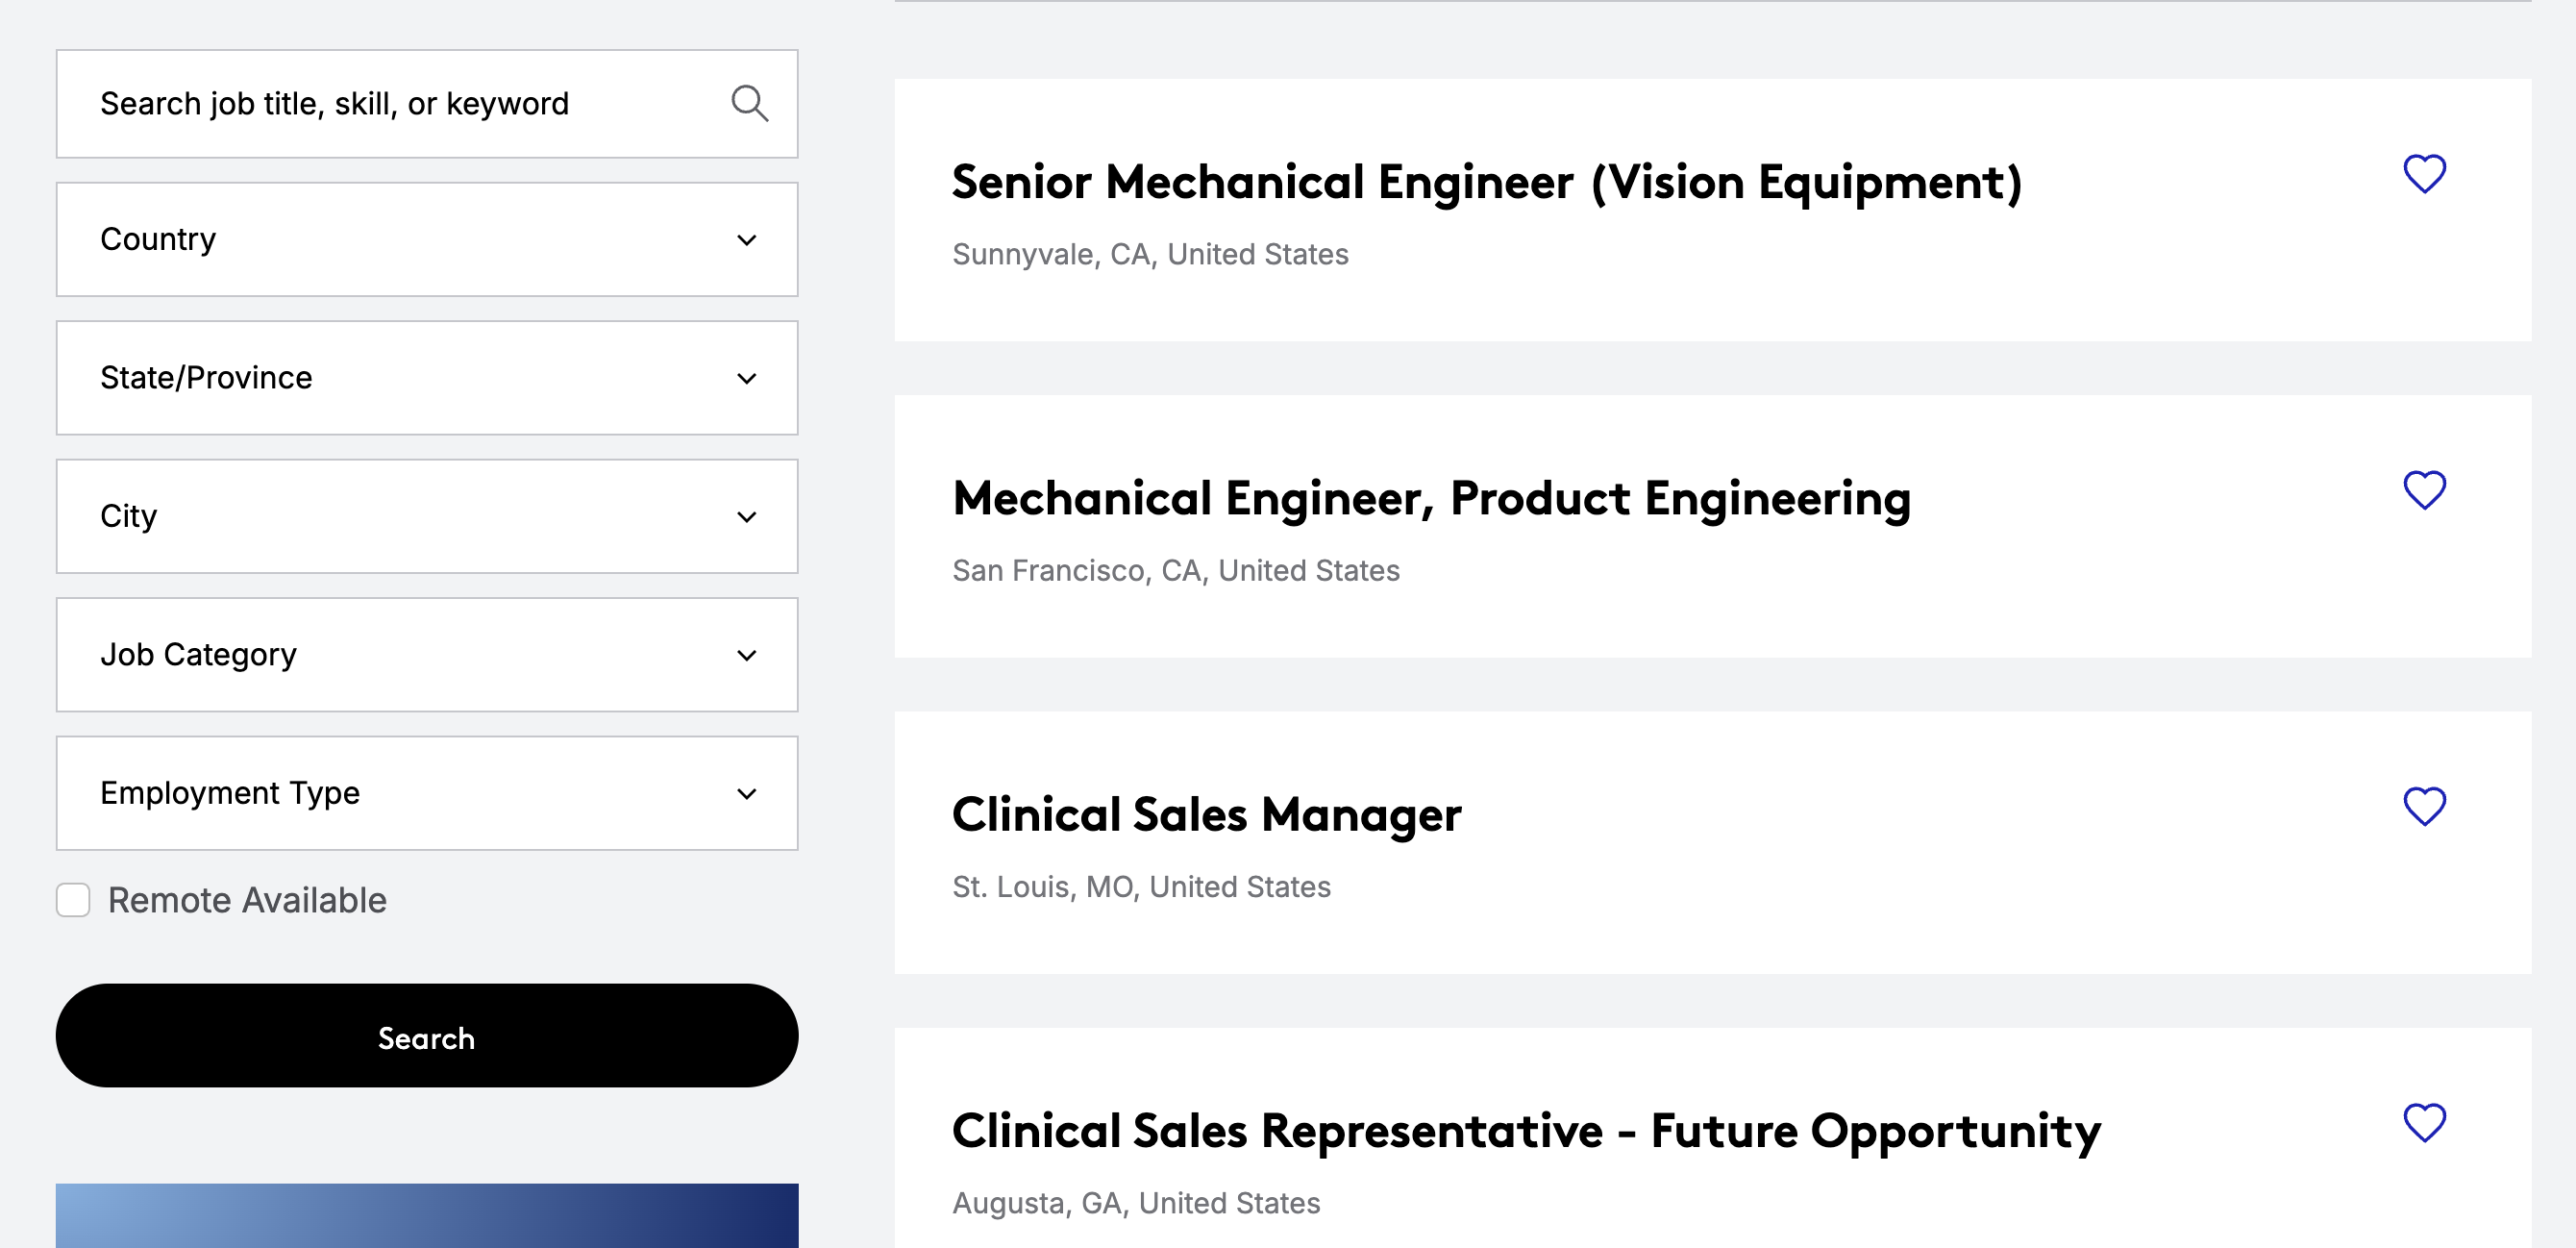 Search job title, skill, or keyword
Country
State/Province
City
Job Category
Employment Type
Remote Available
Search
Senior Mechanical Engineer (Vision Equipment)
Sunnyvale, CA, United States
Mechanical Engineer, Product Engineering
San Francisco, CA, United States
Clinical Sales Manager
St. Louis, MO, United States
Clinical Sales Representative - Future Opportunity
Augusta, GA, United States